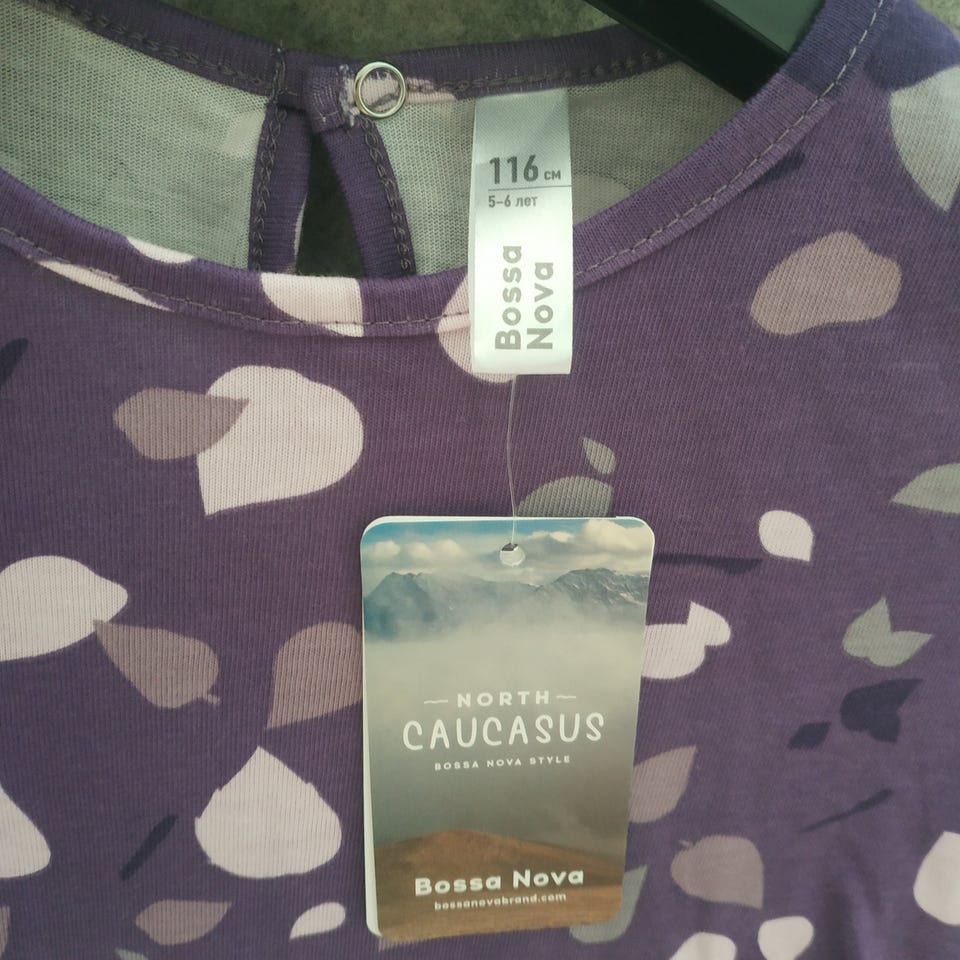 116 см
5-6 лет
Bossa
Nova
NORTH
CAUCASUS
BOSSA NOVA STYLE
Bossa Nova
bossanovabrand.com